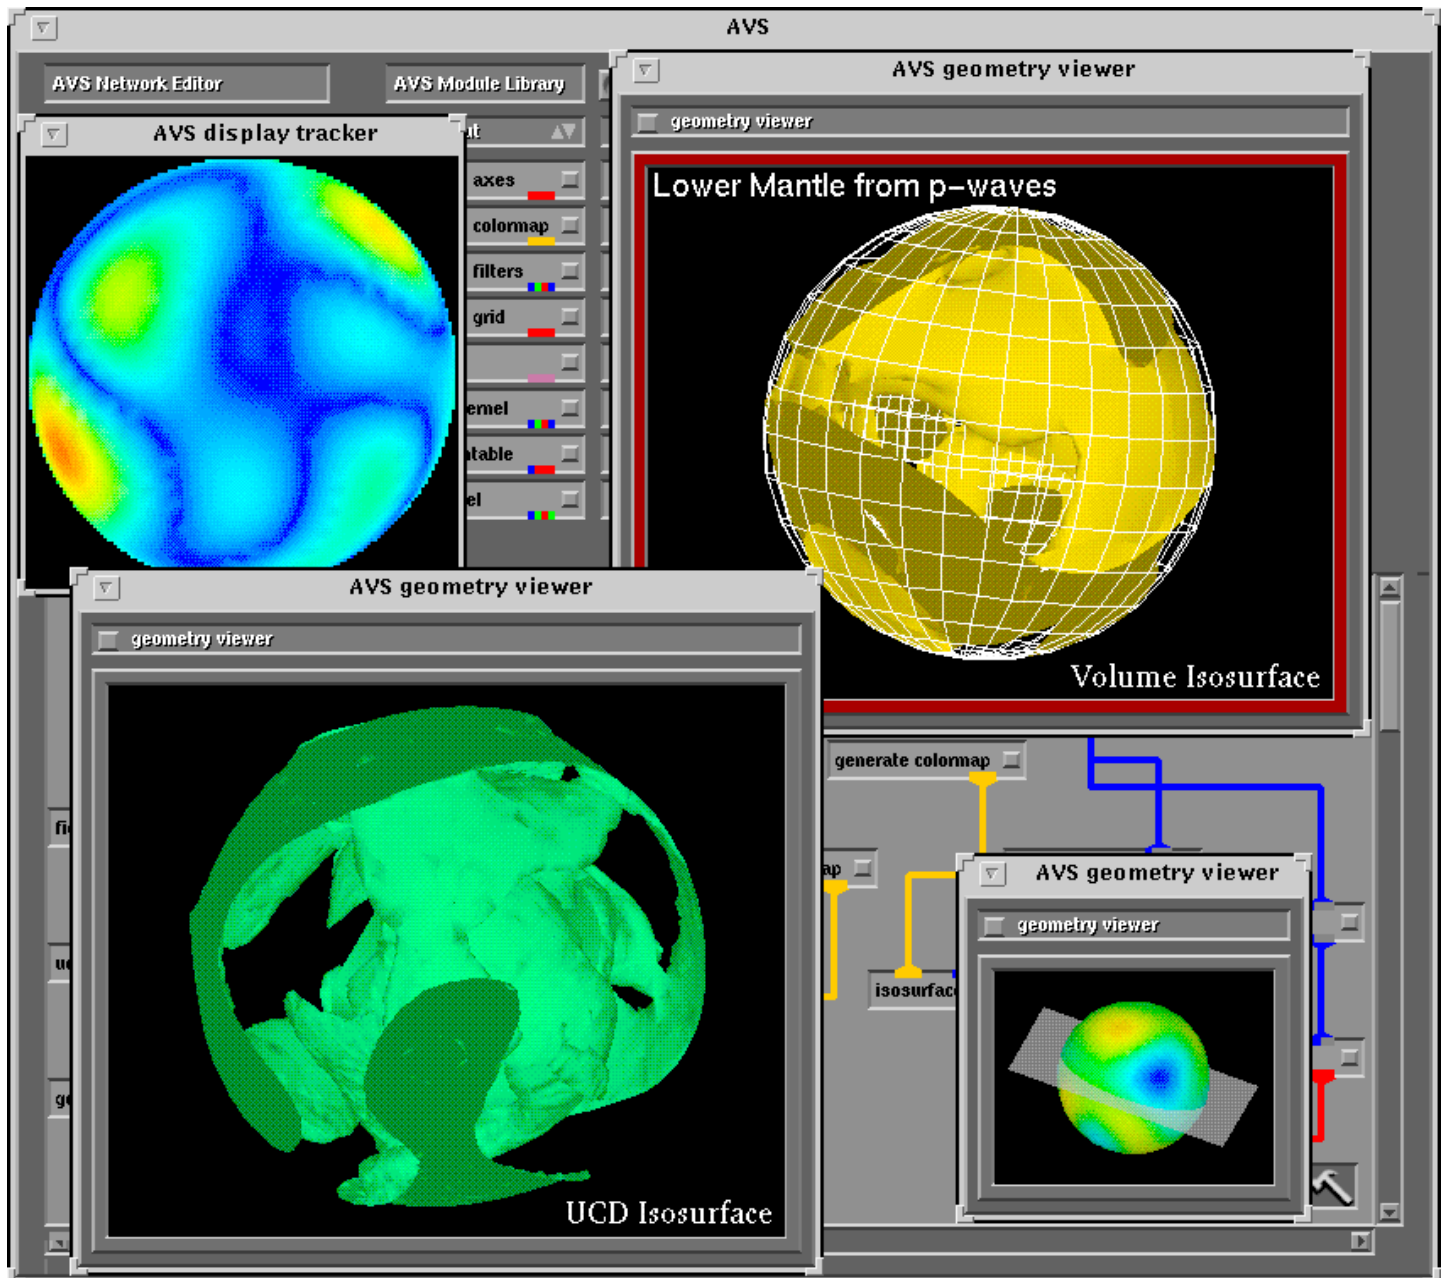 AVS
AVS Network Editor
AVS Module Library
AVS geometry viewer
geometry viewer
AVS display tracker
axes
colormap
filters
grid
Lower Mantle from p-waves
Volume Isosurface
AVS geometry viewer
geometry viewer
UCD Isosurface
generate colormap
AVS geometry viewer
geometry viewer